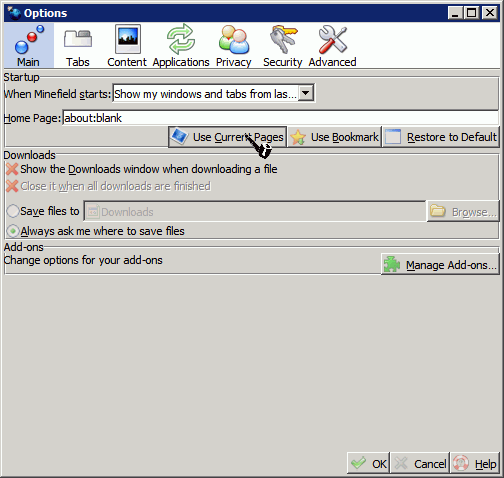 Options
Main Tabs Content Applications Privacy Security Advanced
Startup
When Minefield starts: Show my windows and tabs from las...
Home Page: about:blank
Use Current Pages Use Bookmark Restore to Default
Downloads
Show the Downloads window when downloading a file
Close it when all downloads are finished
Save files to Downloads Browse...
Always ask me where to save files
Add-ons
Change options for your add-ons
Manage Add-ons...
OK Cancel Help